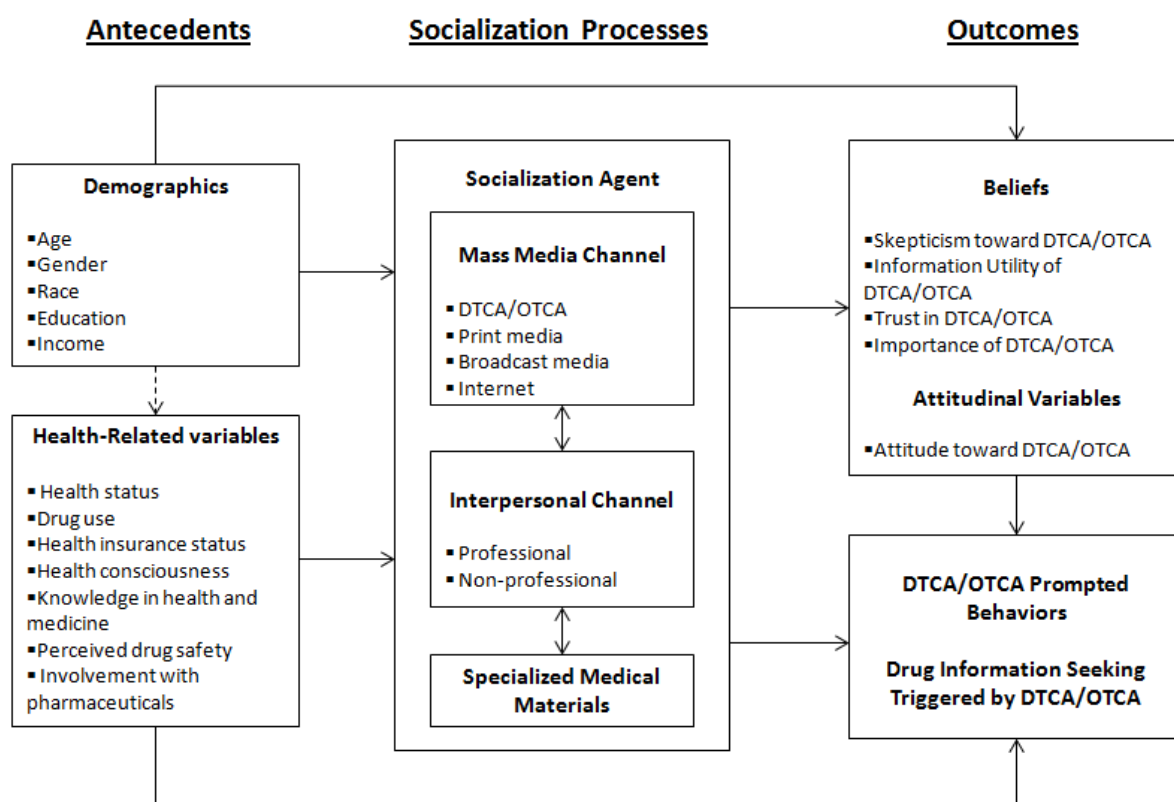 Antecedents
Socialization Processes
Outcomes
Demographics
▪Age
▪Gender
▪Race
▪Education
▪Income
Health-Related variables
▪ Health status
▪Drug use
▪Health insurance status
▪Health consciousness
▪Knowledge in health and
medicine
▪Perceived drug safety
▪ Involvement with
pharmaceuticals
Socialization Agent
Mass Media Channel
▪ DTCA/OTCA
▪ Print media
▪ Broadcast media
▪ Internet
Interpersonal Channel
▪ Professional
▪ Non-professional
Specialized Medical
Materials
Beliefs
▪Skepticism toward DTCA/OTCA
▪Information Utility of
DTCA/OTCA
▪Trust in DTCA/OTCA
▪Importance of DTCA/OTCA
Attitudinal Variables
▪Attitude toward DTCA/OTCA
DTCA/OTCA Prompted
Behaviors
Drug Information Seeking
Triggered by DTCA/OTCA